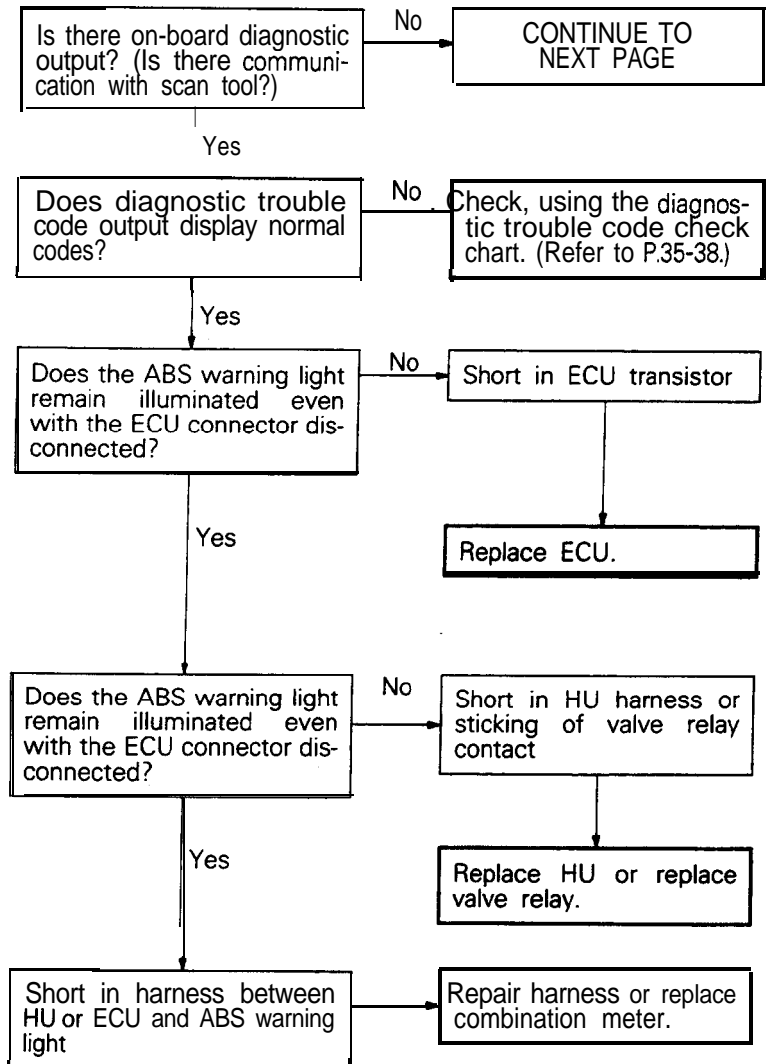 Is there on-board diagnostic
output? (Is there communi-
cation with scan tool?)
No
CONTINUE TO
NEXT PAGE
Yes
Does diagnostic trouble
code output display normal
codes?
No
Check, using the diagnos-
tic trouble code check
chart. (Refer to P.35-38.)
Yes
Does the ABS warning light
remain illuminated even
with the ECU connector dis-
connected?
No
Short in ECU transistor
Replace ECU.
Yes
Does the ABS warning light
remain illuminated even
with the ECU connector dis-
connected?
No
Short in HU harness or
sticking of valve relay
contact
Replace HU or replace
valve relay.
Yes
Short in harness between
HU or ECU and ABS warning
light
Repair harness or replace
combination meter.